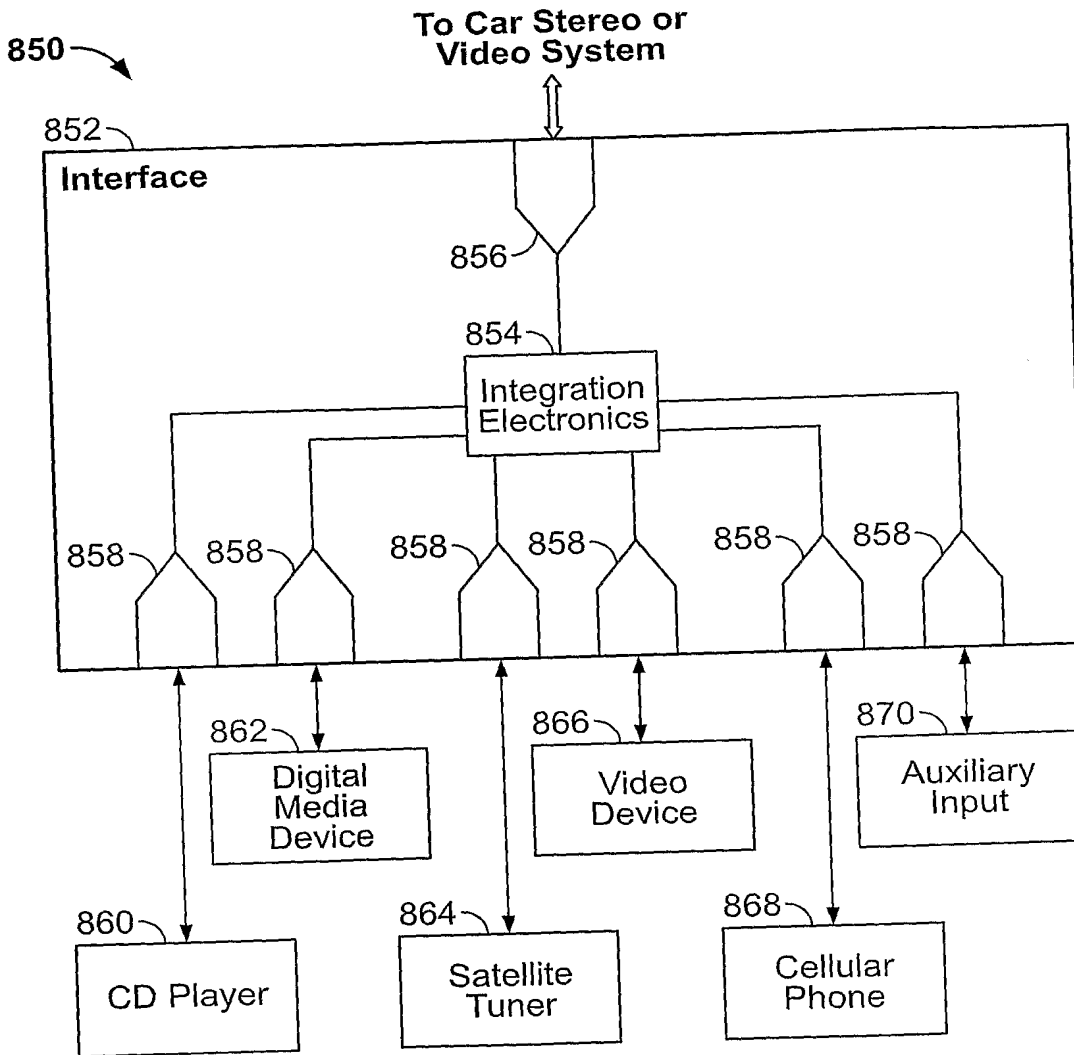 To Car Stereo or
Video System
850
852
Interface
856
854
Integration
Electronics
858
858
858
858
858
858
862
Digital
Media
Device
866
Video
Device
870
Auxiliary
Input
860
CD Player
864
Satellite
Tuner
868
Cellular
Phone